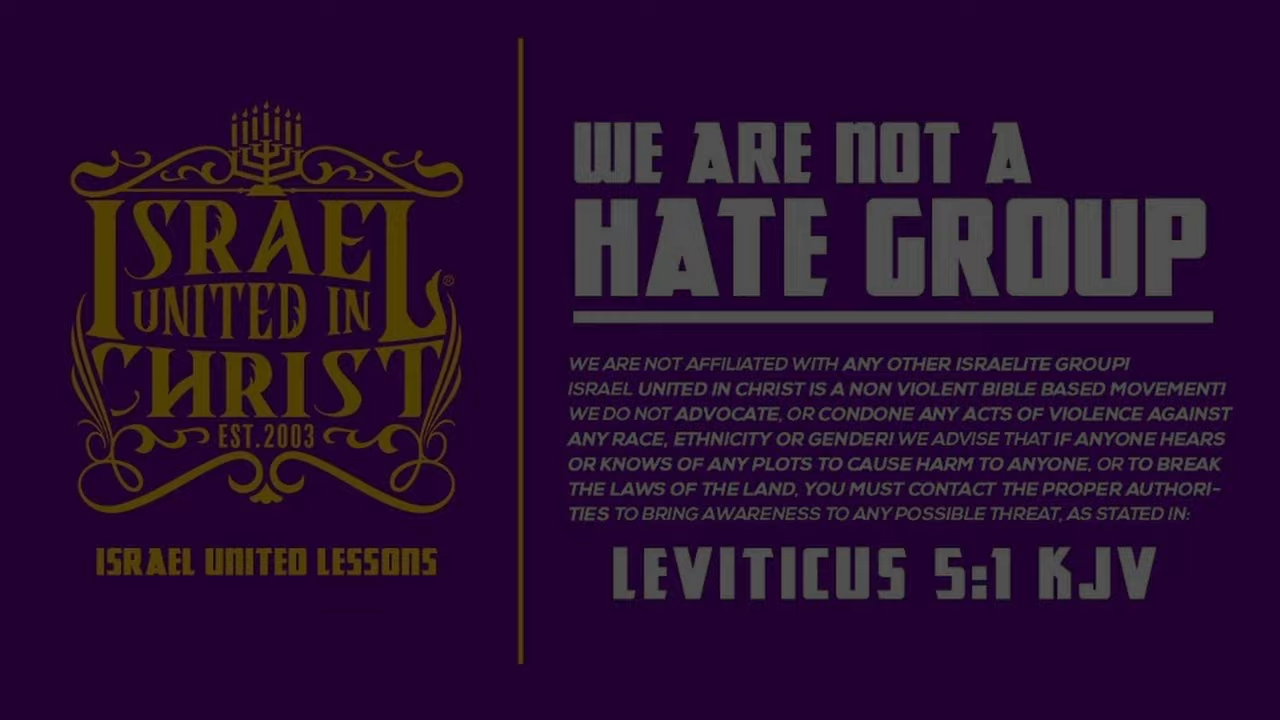 ISRAEL
UNITED IN
CHRIST
®
EST.2003
ISRAEL UNITED LESSONS
WE ARE NOT A
HATE GROUP
WE ARE NOT AFFILIATED WITH ANY OTHER ISRAELITE GROUP!
ISRAEL UNITED IN CHRIST IS A NON VIOLENT BIBLE BASED MOVEMENT!
WE DO NOT ADVOCATE, OR CONDONE ANY ACTS OF VIOLENCE AGAINST
ANY RACE, ETHNICITY OR GENDER! WE ADVISE THAT IF ANYONE HEARS
OR KNOWS OF ANY PLOTS TO CAUSE HARM TO ANYONE, OR TO BREAK
THE LAWS OF THE LAND, YOU MUST CONTACT THE PROPER AUTHORI-
TIES TO BRING AWARENESS TO ANY POSSIBLE THREAT, AS STATED IN:
LEVITICUS 5:1 KJV